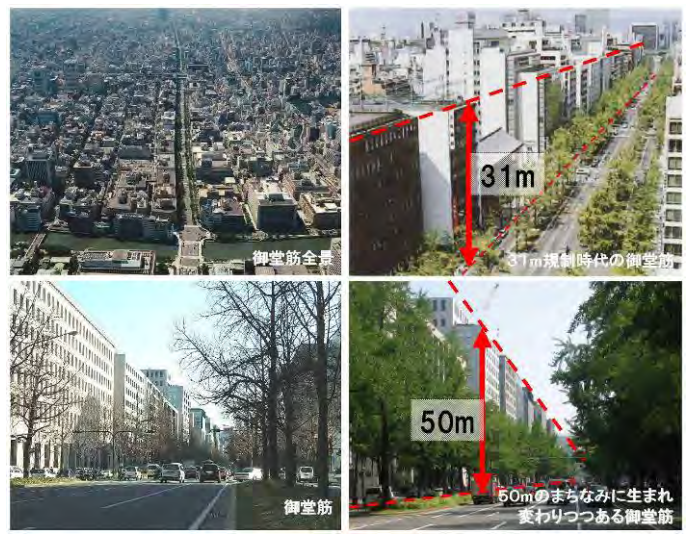 御堂筋全景
31m
31m規制時代の御堂筋
御堂筋
50m
50mのまちなみに生まれ
変わりつつある御堂筋